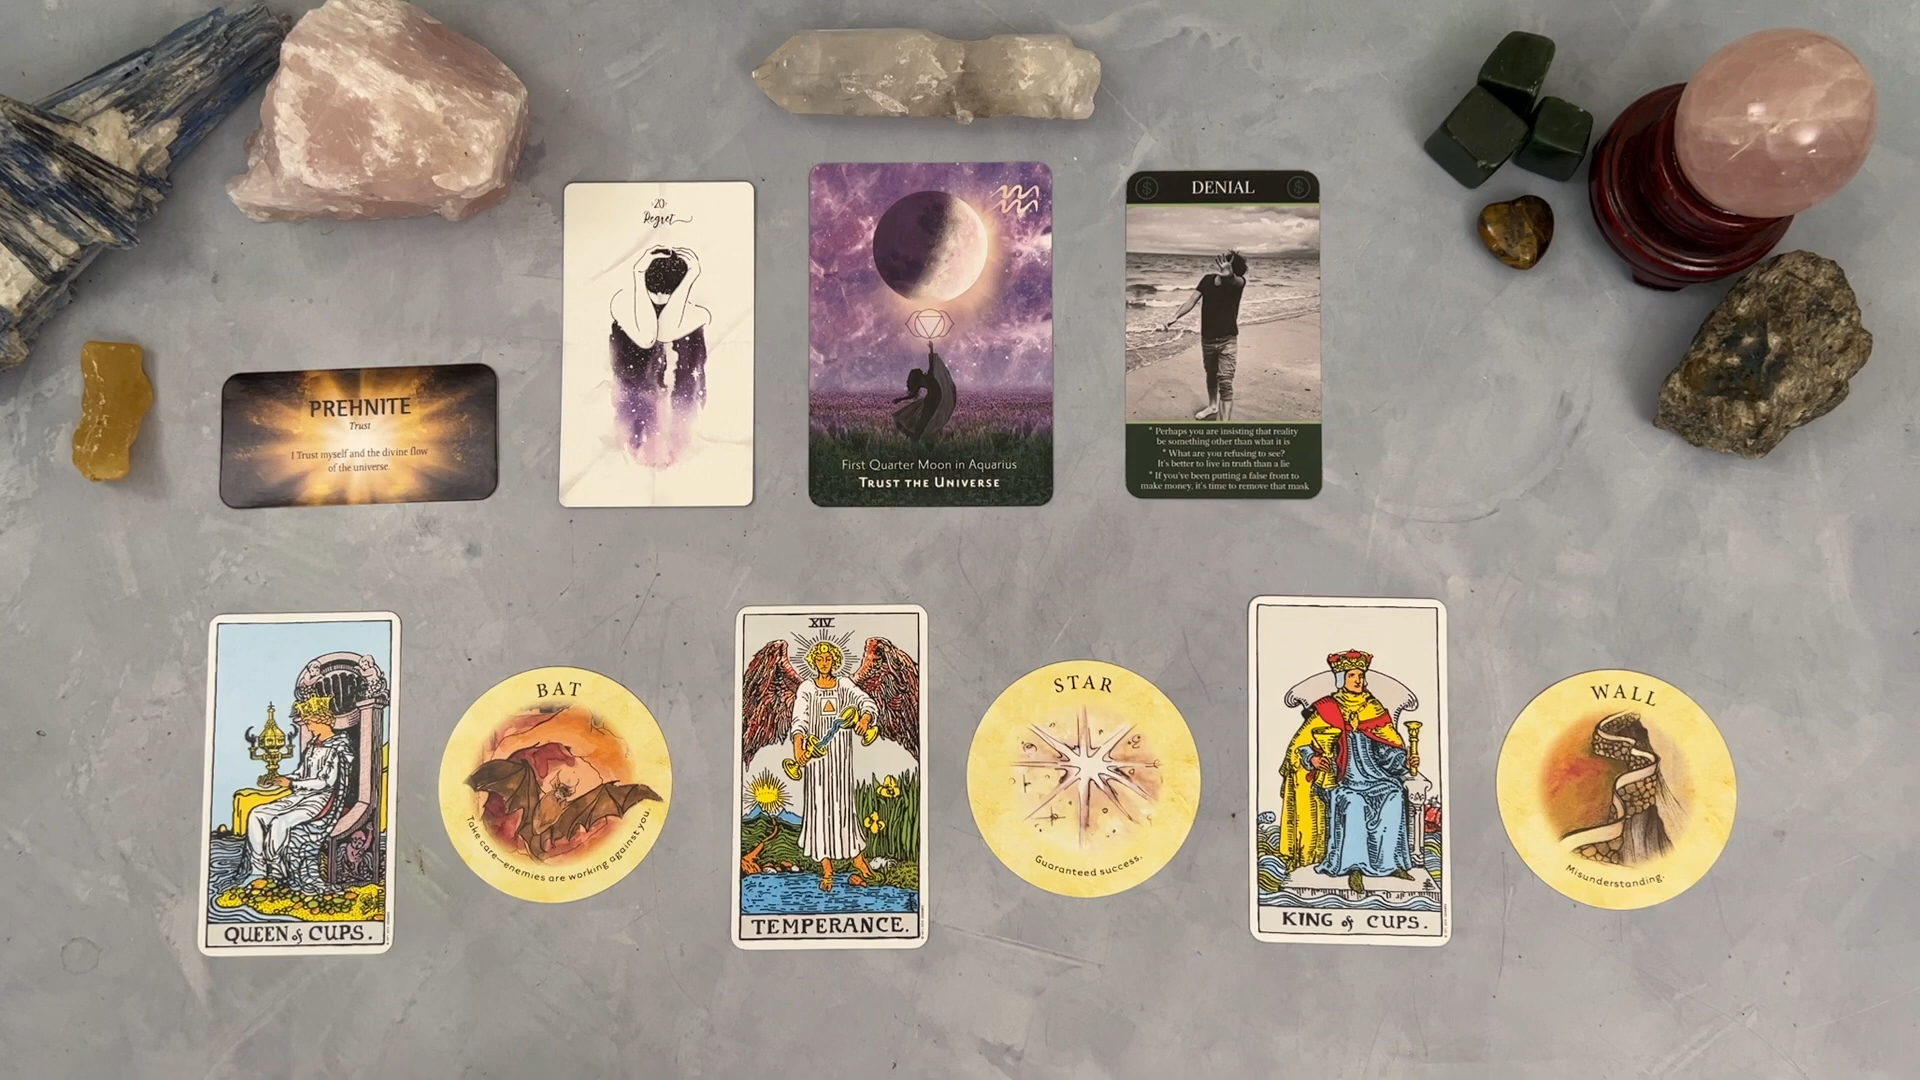 PREHNITE
Trust
I Trust myself and the divine flow
of the universe.
·20·
Regret
First Quarter Moon in Aquarius
TRUST THE UNIVERSE
$ DENIAL $
* Perhaps you are insisting that reality
be something other than what it is
* What are you refusing to see?
It's better to live in truth than a lie
* If you've been putting a false front to
make money, it's time to remove that mask
QUEEN of CUPS.
BAT
Take care—enemies are working against you.
XIV
TEMPERANCE.
STAR
Guaranteed success.
KING of CUPS.
WALL
Misunderstanding.